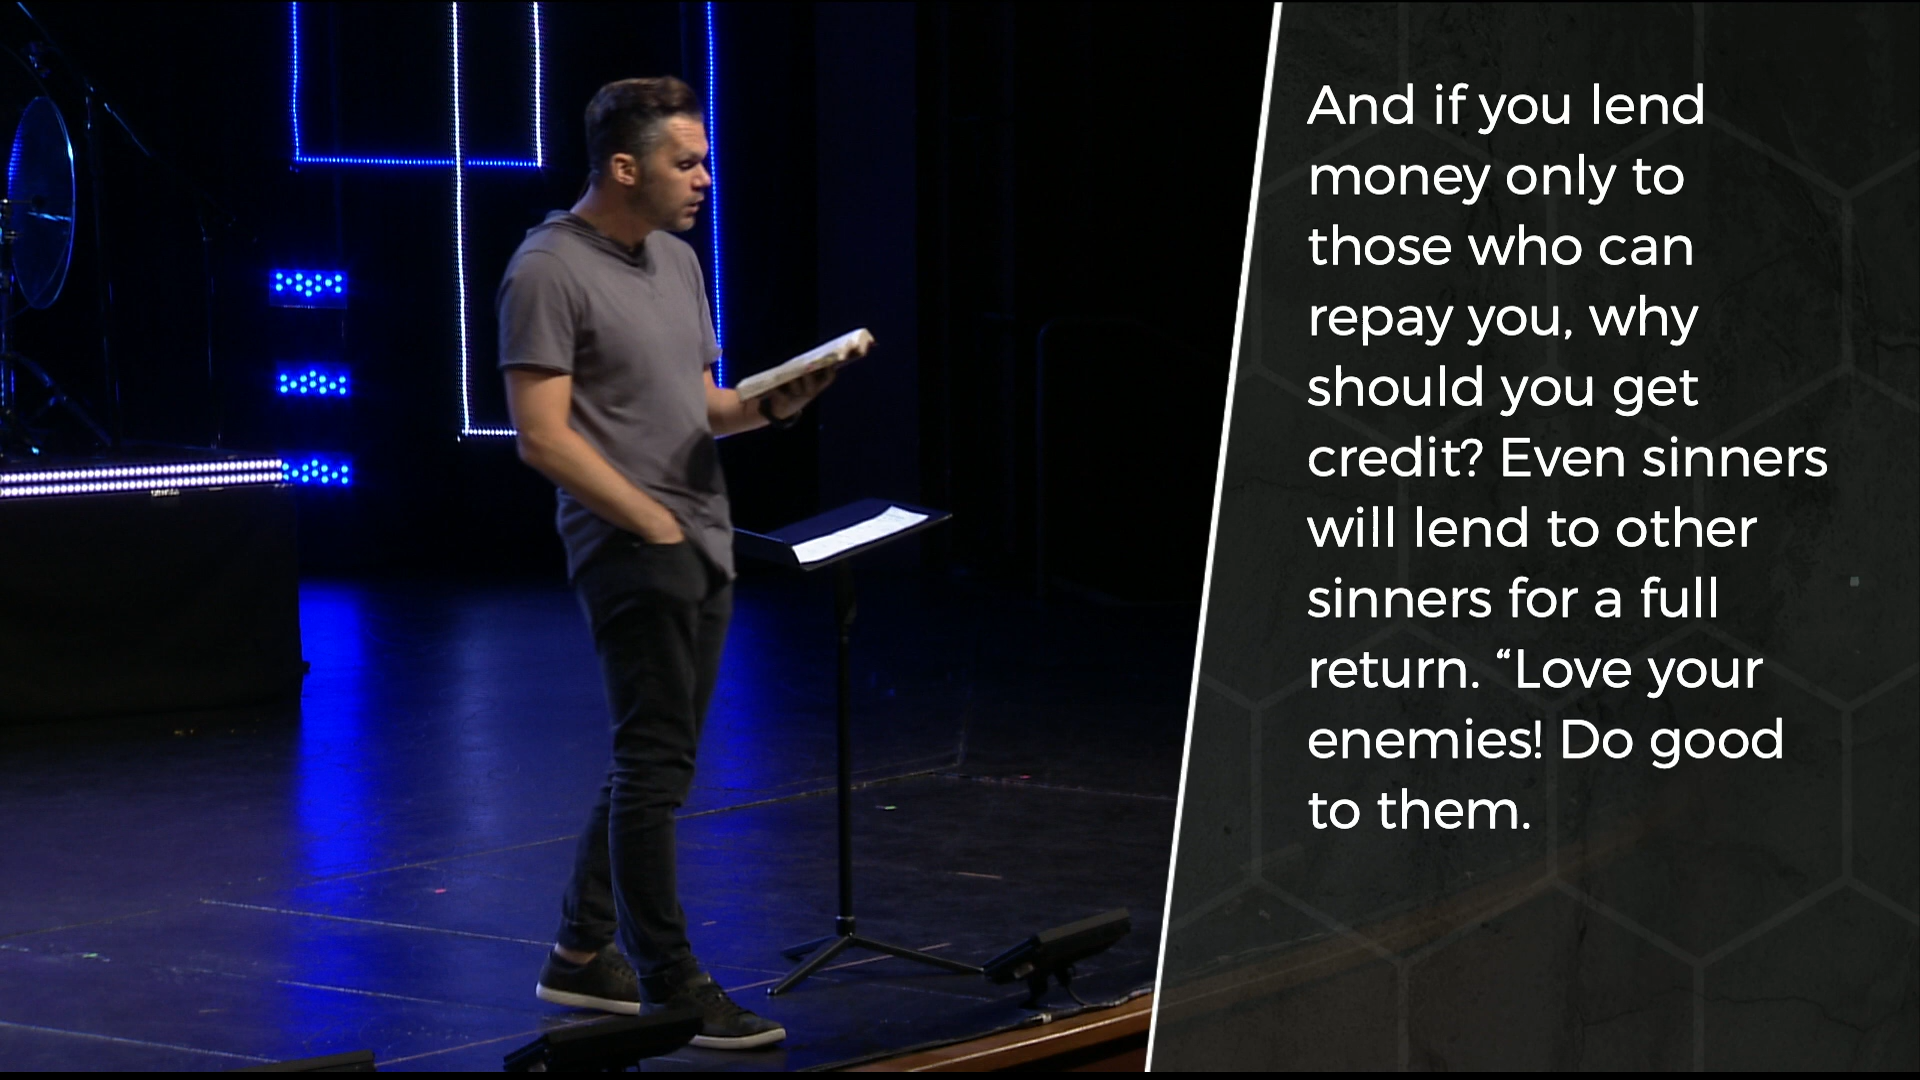 And if you lend
money only to
those who can
repay you, why
should you get
credit? Even sinners
will lend to other
sinners for a full
return. “Love your
enemies! Do good
to them.